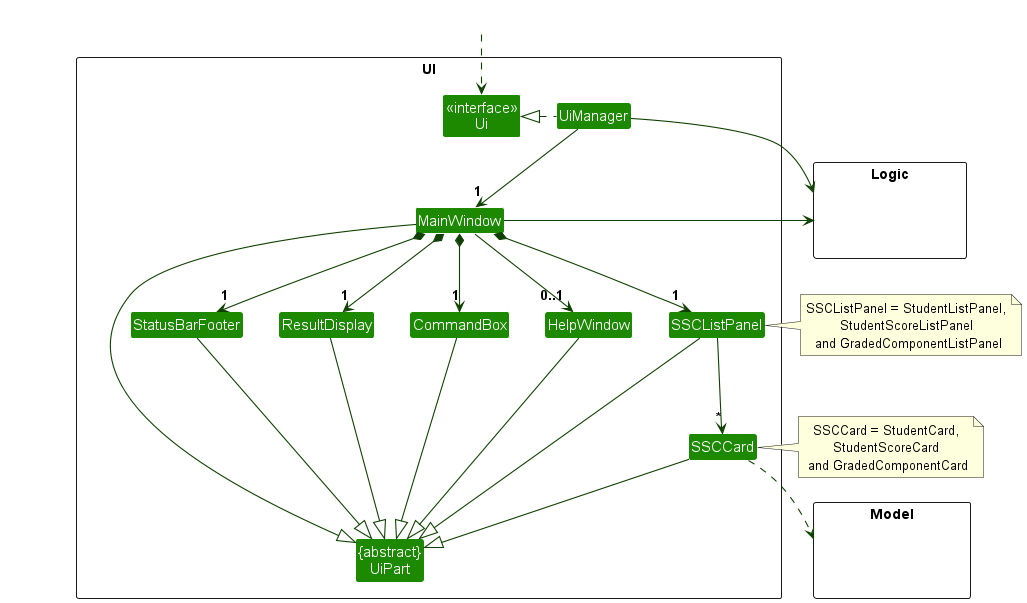 UI
«interface»
Ui
UiManager
Logic
1
MainWindow
1
1
1
0..1
1
StatusBarFooter
ResultDisplay
CommandBox
HelpWindow
SSCListPanel
SSCListPanel = StudentListPanel,
StudentScoreListPanel
and GradedComponentListPanel
*
SSCCard
SSCCard = StudentCard,
StudentScoreCard
and GradedComponentCard
Model
{abstract}
UiPart